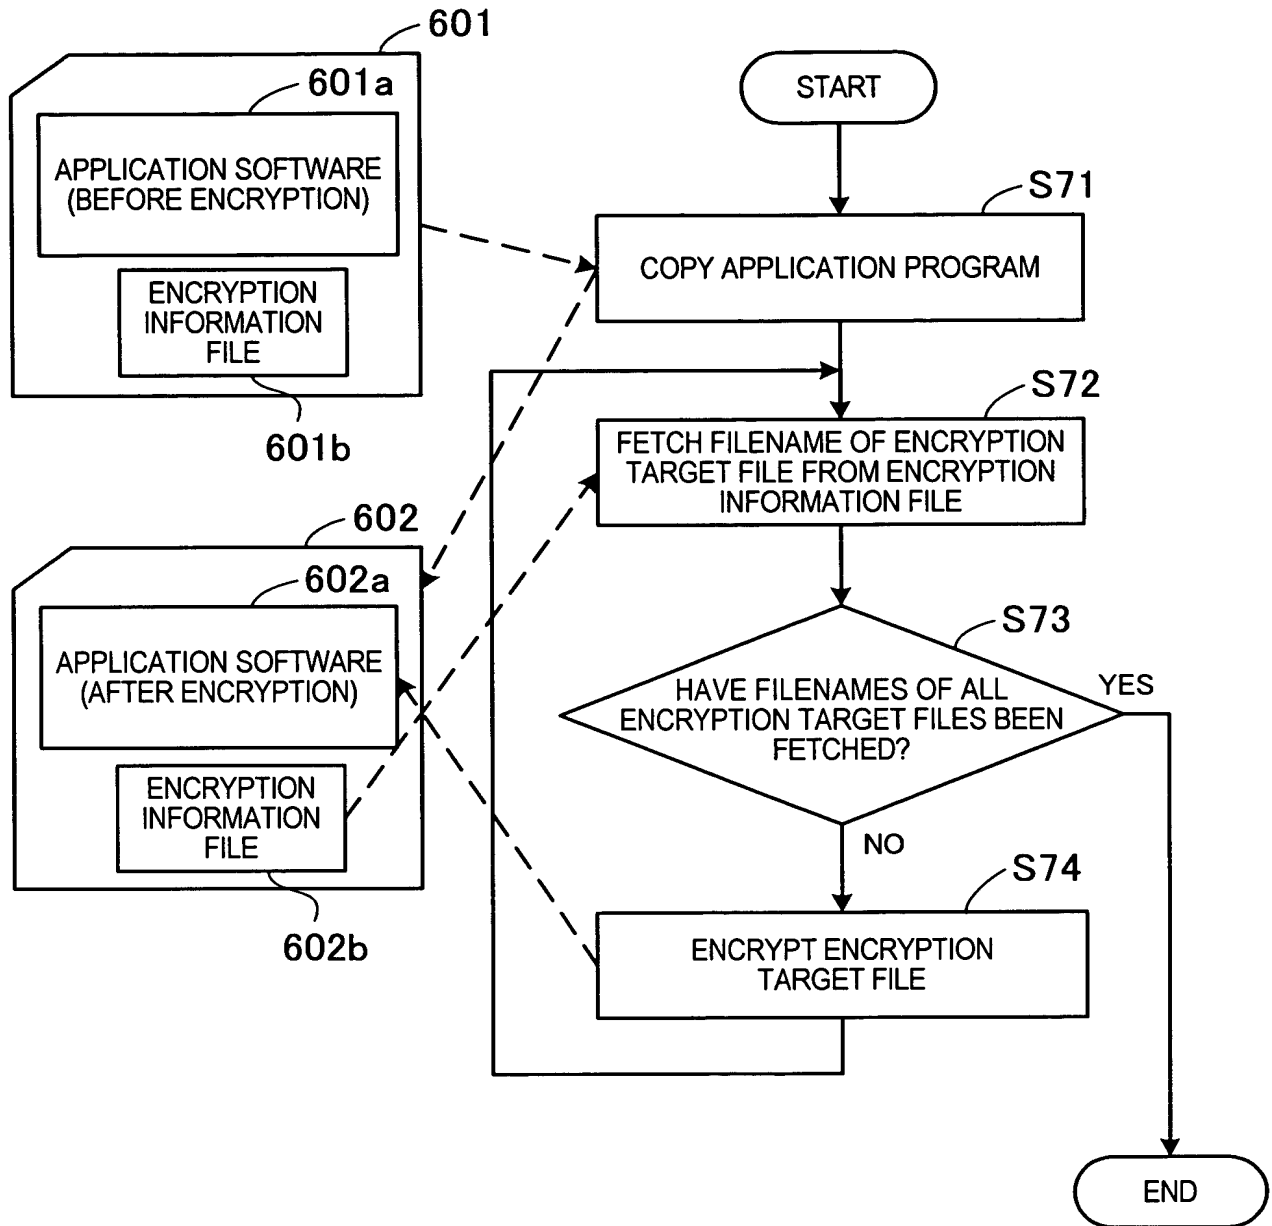 601
601a
APPLICATION SOFTWARE
(BEFORE ENCRYPTION)
ENCRYPTION
INFORMATION
FILE
601b
602
602a
APPLICATION SOFTWARE
(AFTER ENCRYPTION)
ENCRYPTION
INFORMATION
FILE
602b
START
S71
COPY APPLICATION PROGRAM
S72
FETCH FILENAME OF ENCRYPTION
TARGET FILE FROM ENCRYPTION
INFORMATION FILE
S73
HAVE FILENAMES OF ALL
ENCRYPTION TARGET FILES BEEN
FETCHED?
YES
NO
S74
ENCRYPT ENCRYPTION
TARGET FILE
END